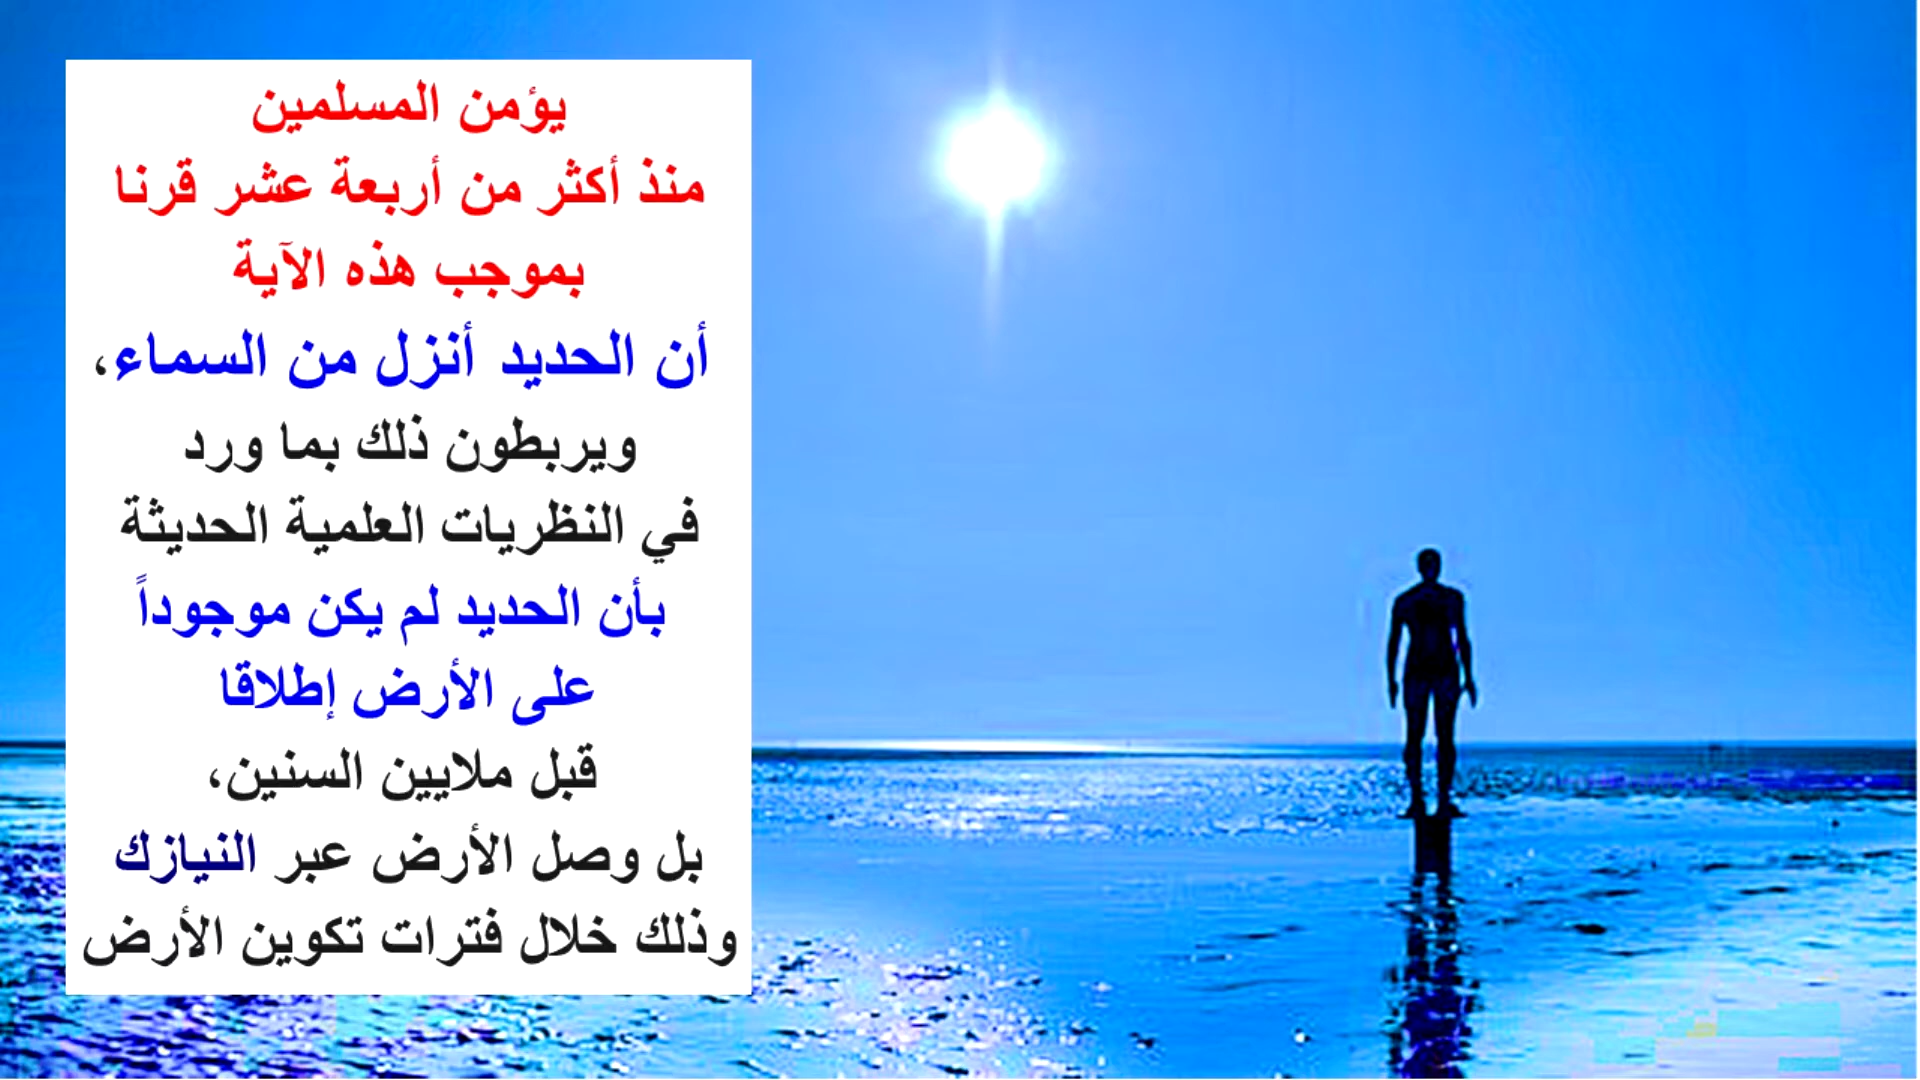 يؤمن المسلمين
منذ أكثر من أربعة عشر قرنا
بموجب هذه الآية
أن الحديد أنزل من السماء،
ويربطون ذلك بما ورد
في النظريات العلمية الحديثة
بأن الحديد لم يكن موجوداً
على الأرض إطلاقا
قبل ملايين السنين،
بل وصل الأرض عبر النيازك
وذلك خلال فترات تكوين الأرض